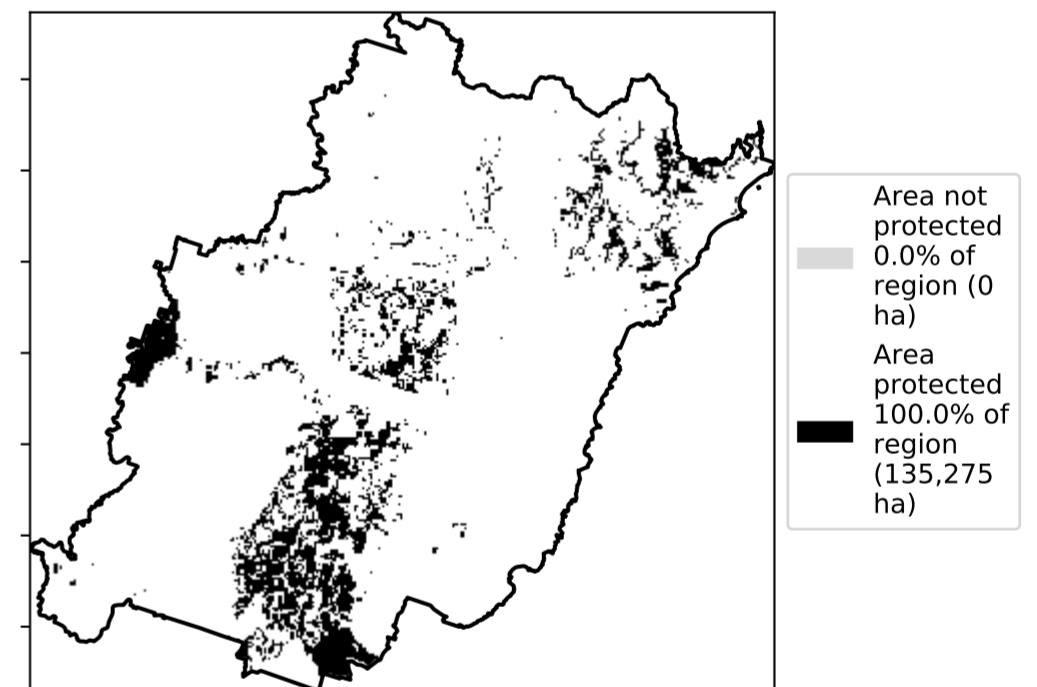 Area not
protected
0.0% of
region (0
ha)
Area
protected
100.0% of
region
(135,275
ha)